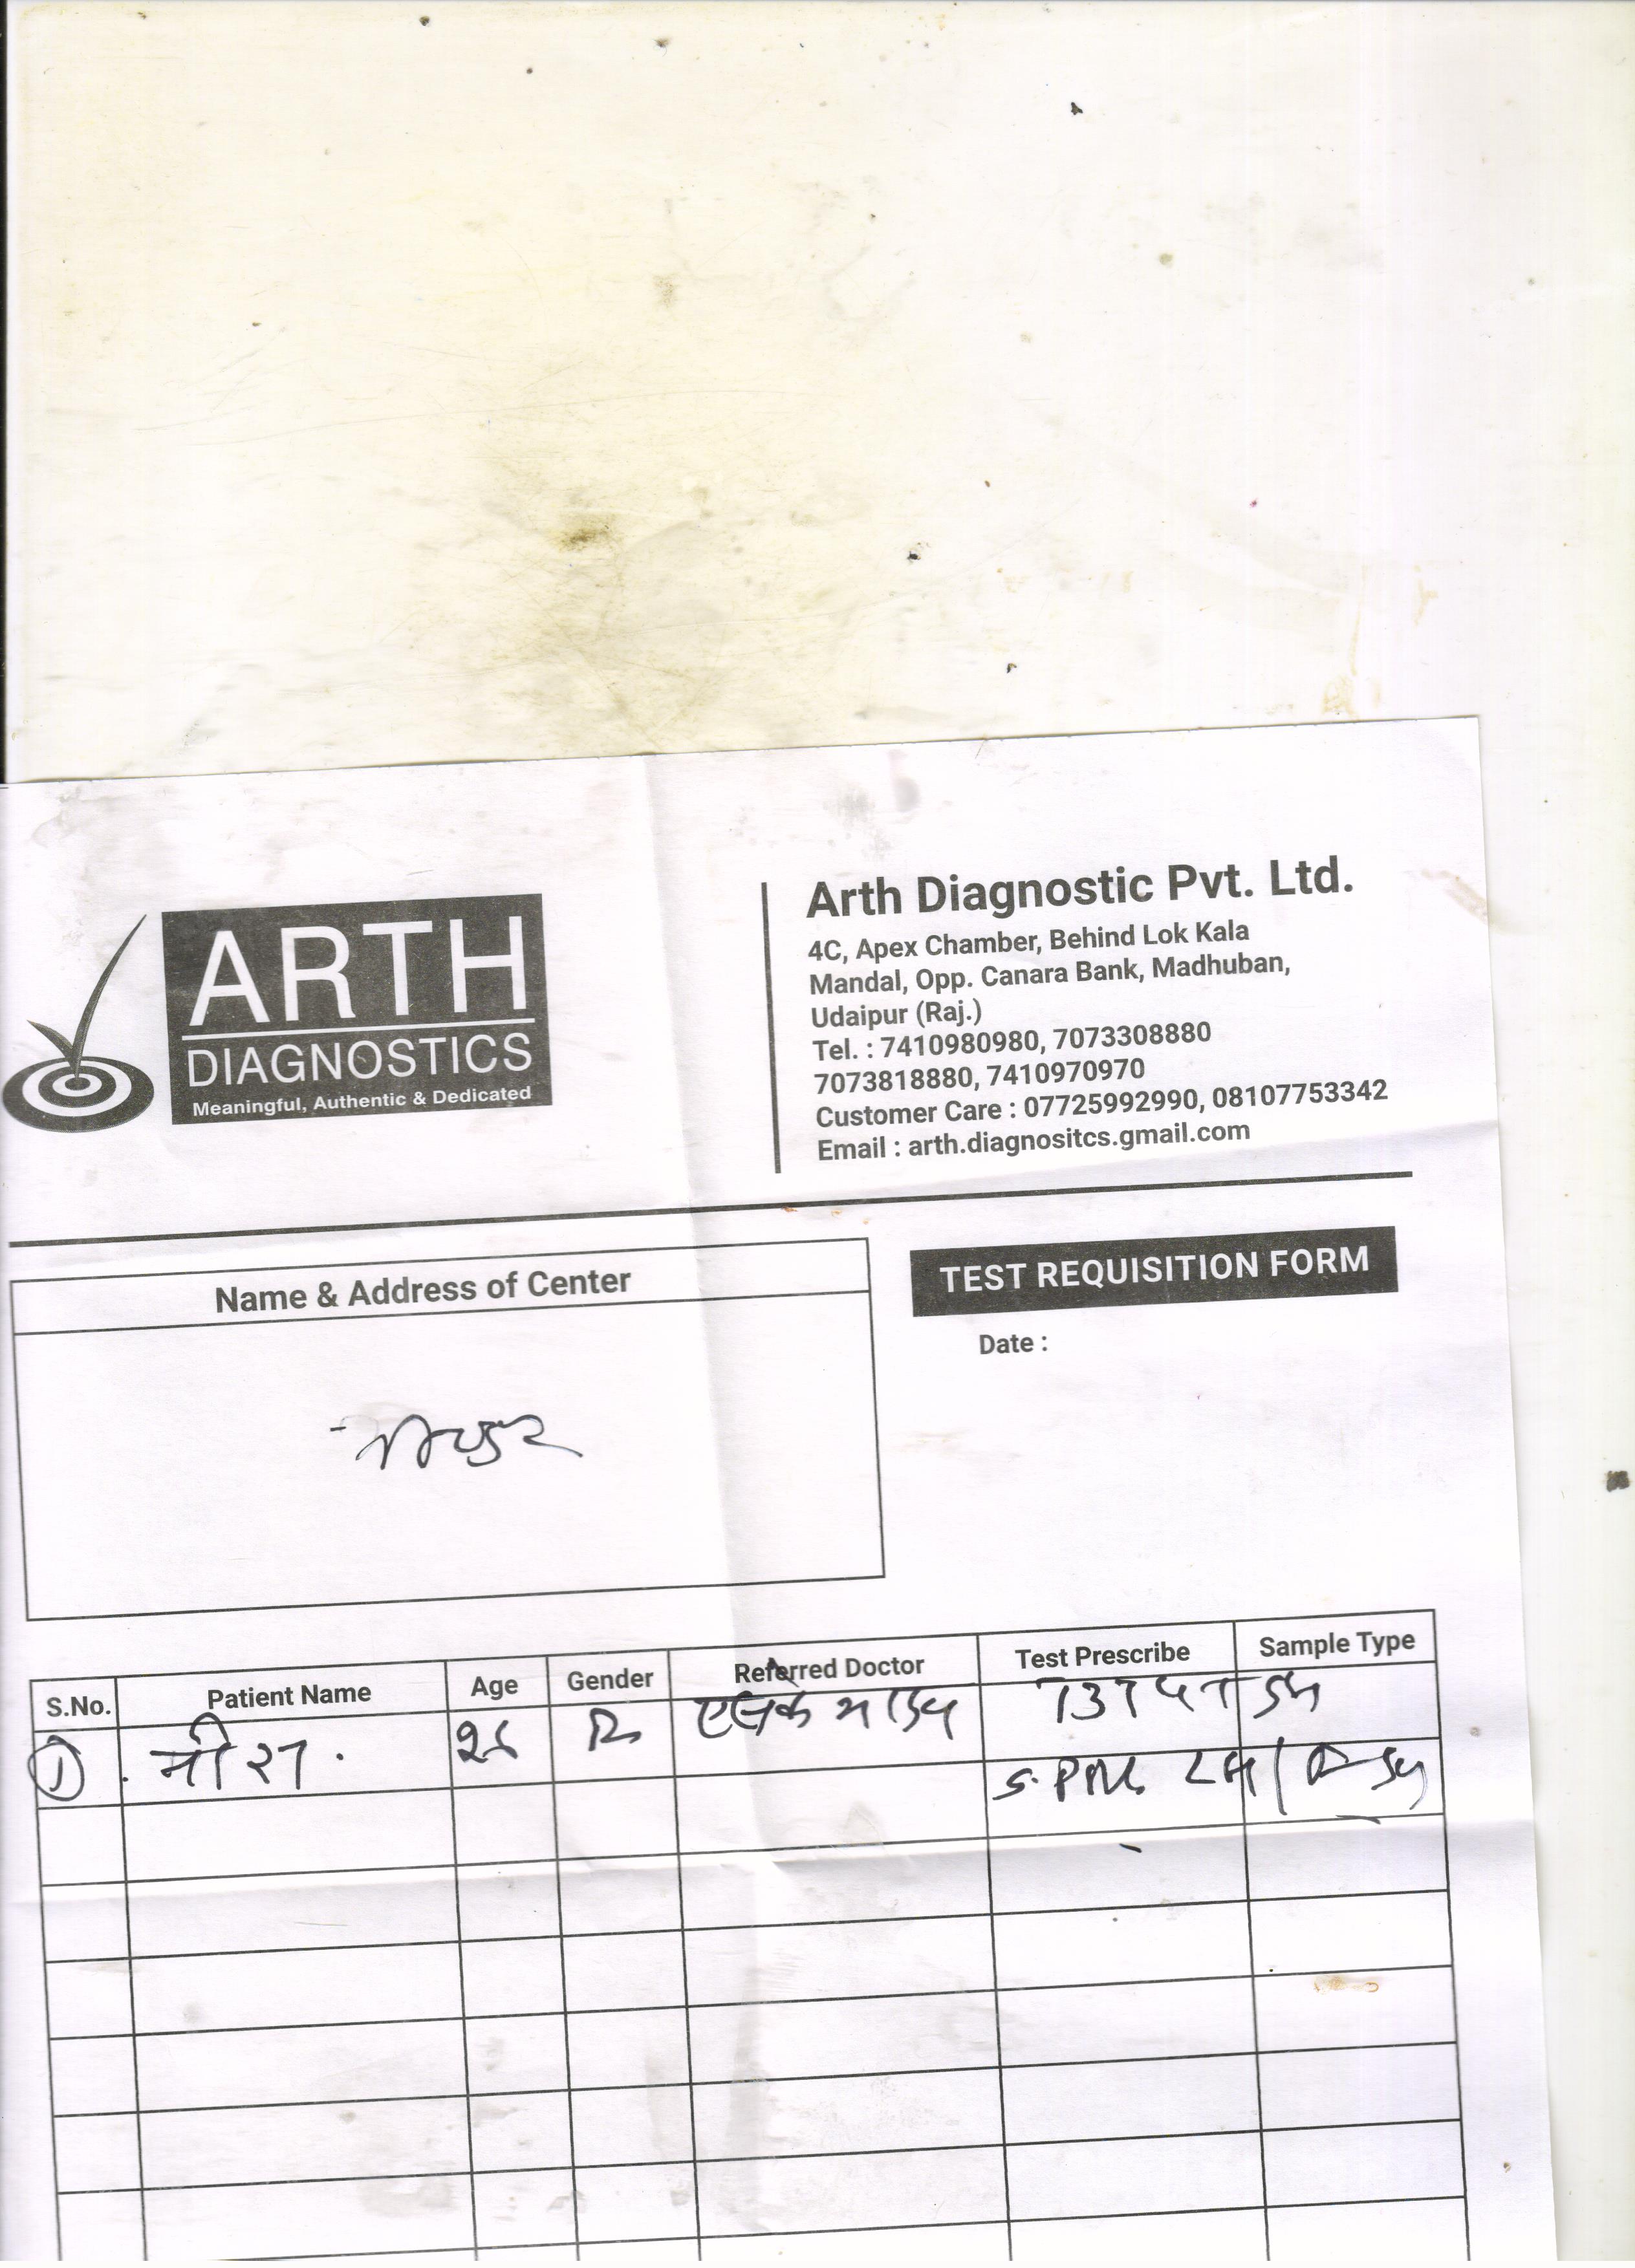 ARTH
DIAGNOSTICS
Meaningful, Authentic & Dedicated
Arth Diagnostic Pvt. Ltd.
4C, Apex Chamber, Behind Lok Kala
Mandal, Opp. Canara Bank, Madhuban,
Udaipur (Raj.)
Tel. : 7410980980, 7073308880
7073818880, 7410970970
Customer Care : 07725992990, 08107753342
Email : arth.diagnositcs.gmail.com
Name & Address of Center
TEST REQUISITION FORM
Date :
S.No. Patient Name Age Gender Referred Doctor Test Prescribe Sample Type
1 मीरा